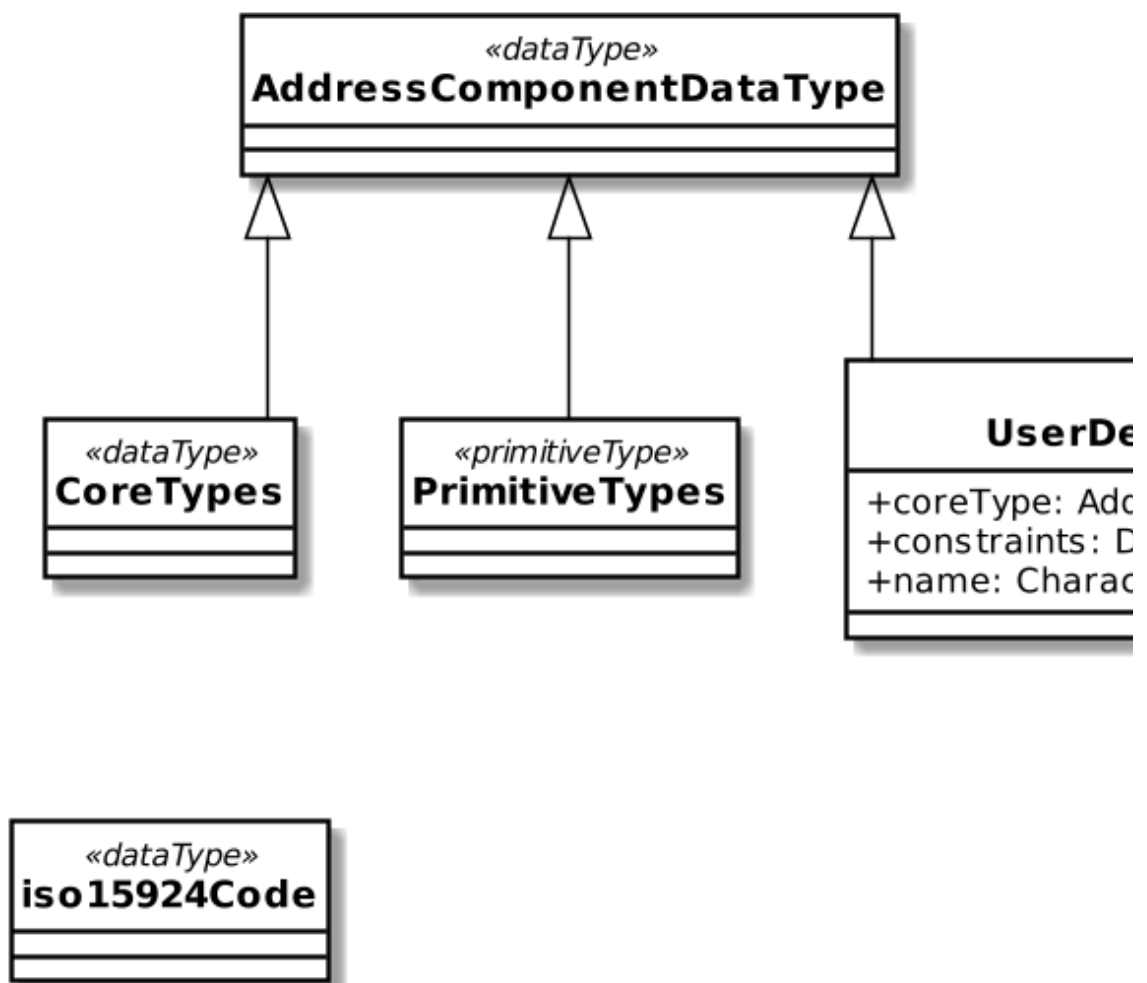 «dataType»
AddressComponentDataType
«dataType»
CoreTypes
«primitiveType»
PrimitiveTypes
UserDe
+coreType: Add
+constraints: D
+name: Charac
«dataType»
iso15924Code